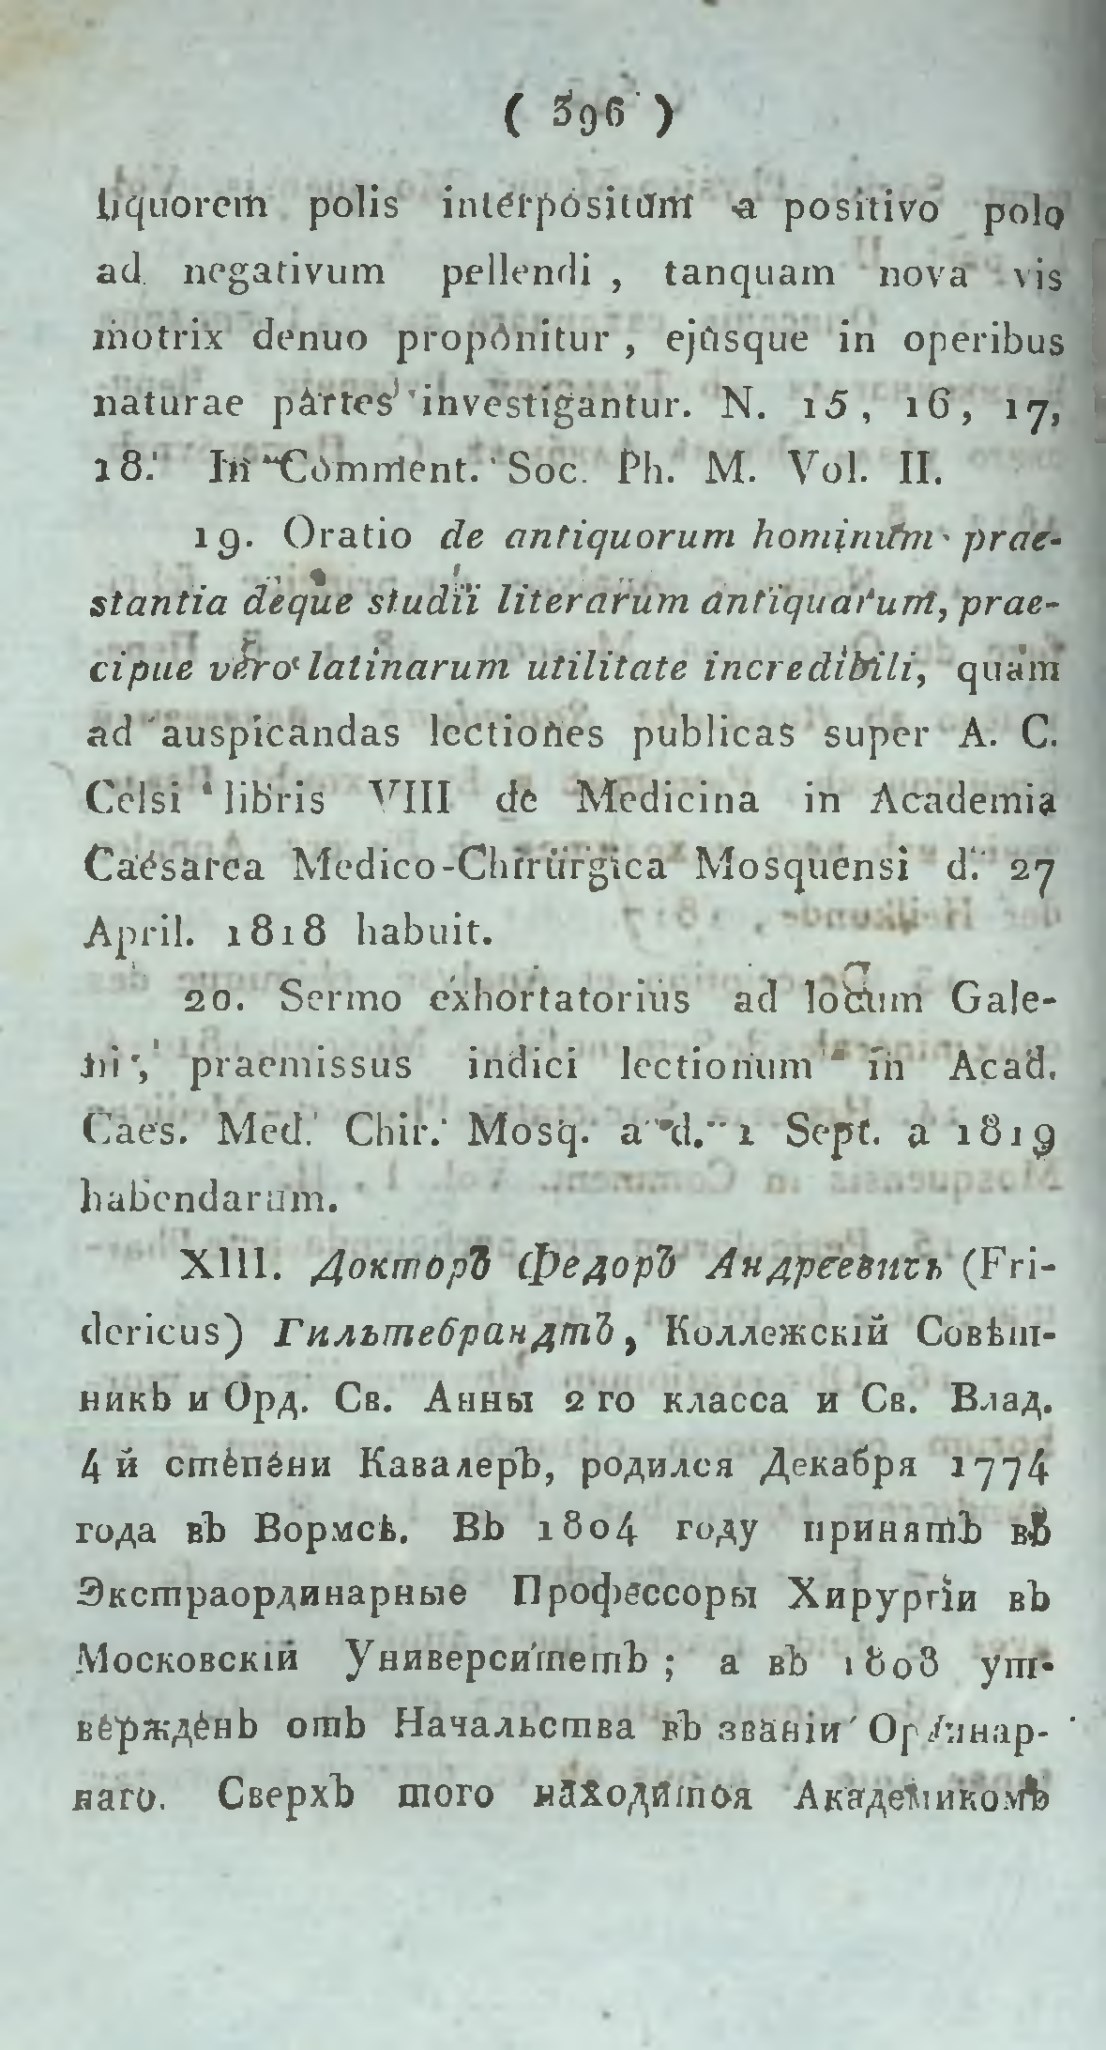 ( 396 )
liquorem polis interpositum a positivo polo
ad negativum pellendi , tanquam nova vis
motrix denuo proponitur , ejusque in operibus
naturae partes investigantur. N. 15, 16, 17,
18. In Comment. Soc. Ph. M. Vol. II.
19. Oratio de antiquorum hominum prae-
stantia deque studii literarum antiquarum, prae-
cipue vero latinarum utilitate incredibili, quam
ad auspicandas lectiones publicas super A. C.
Celsi libris VIII de Medicina in Academia
Caesarea Medico-Chirurgica Mosquensi d. 27
April. 1818 habuit.
20. Sermo exhortatorius ad locum Gale-
ni, praemissus indici lectionum in Acad.
Caes. Med. Chir. Mosq. a d. 1 Sept. a 1819
habendarum.
XIII. Докторъ Федоръ Андреевичь (Fri-
dericus) Гильтебрандтъ, Коллежскій Совѣт-
никъ и Орд. Св. Анны 2 го класса и Св. Влад.
4 й степени Кавалеръ, родился Декабря 1774
года въ Вормсѣ. Въ 1804 году принятъ въ
Экстраординарные Профессоры Хирургіи въ
Московскій Университетъ ; а въ 1808 ут-
вержденъ отъ Начальства въ званіи Ординар-
наго. Сверхъ того находится Академикомъ